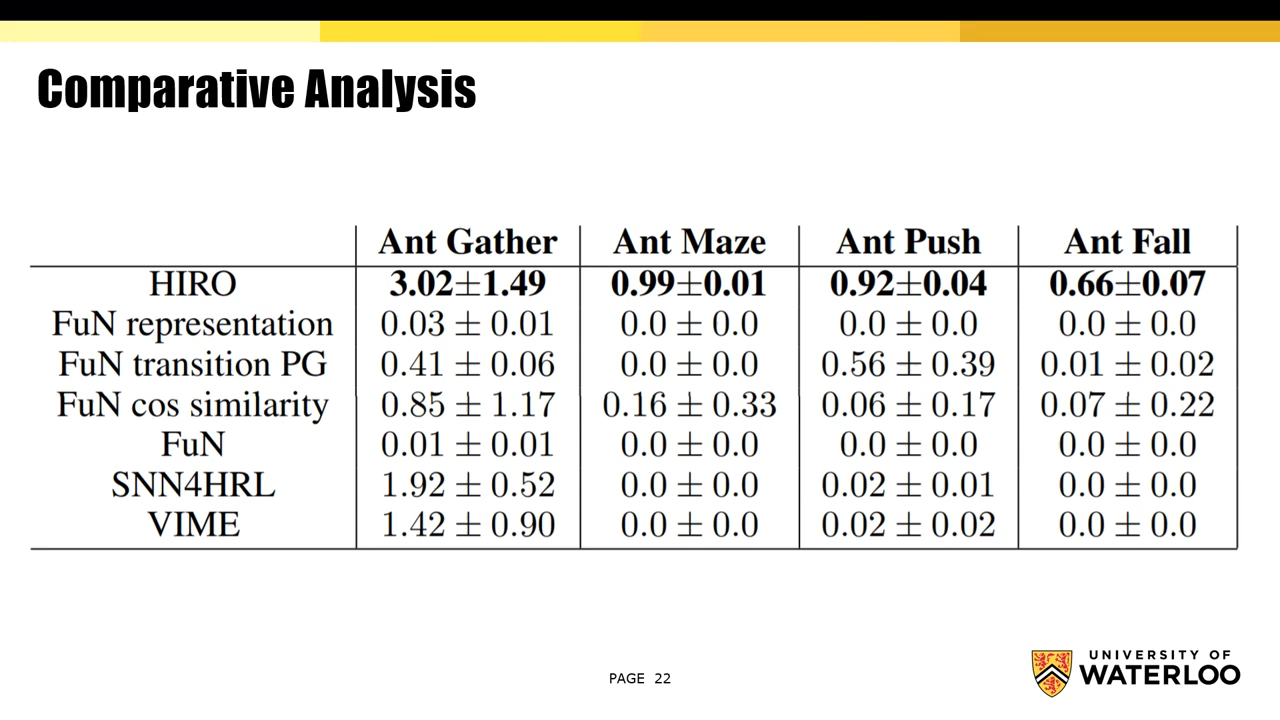 Comparative Analysis
Ant Gather Ant Maze Ant Push Ant Fall
HIRO 3.02±1.49 0.99±0.01 0.92±0.04 0.66±0.07
FuN representation 0.03 ± 0.01 0.0 ± 0.0 0.0 ± 0.0 0.0 ± 0.0
FuN transition PG 0.41 ± 0.06 0.0 ± 0.0 0.56 ± 0.39 0.01 ± 0.02
FuN cos similarity 0.85 ± 1.17 0.16 ± 0.33 0.06 ± 0.17 0.07 ± 0.22
FuN 0.01 ± 0.01 0.0 ± 0.0 0.0 ± 0.0 0.0 ± 0.0
SNN4HRL 1.92 ± 0.52 0.0 ± 0.0 0.02 ± 0.01 0.0 ± 0.0
VIME 1.42 ± 0.90 0.0 ± 0.0 0.02 ± 0.02 0.0 ± 0.0
PAGE 22
UNIVERSITY OF
WATERLOO